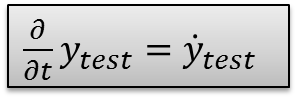 ∂/∂t y_test = ẏ_test